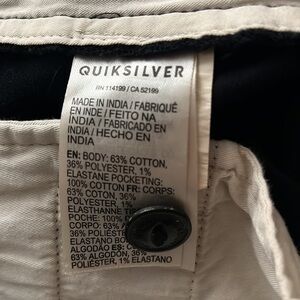 QUIKSILVER
RN 114199 / CA 52199
MADE IN INDIA / FABRIQUÉ
EN INDE / FEITO NA
INDIA / FABRICADO EN
INDIA / HECHO EN
INDIA
EN: BODY: 63% COTTON,
36% POLYESTER, 1%
ELASTANE POCKETING:
100% COTTON FR: CORPS:
63% COTON, 36%
POLYESTER, 1%
ELASTHANNE
POCHE: 100%
CORPO: 63%
36% POLIÉST
ELASTANO BO
ALGODÃO ES:
63% ALGODÓN, 36%
POLIÉSTER, 1% ELASTANO